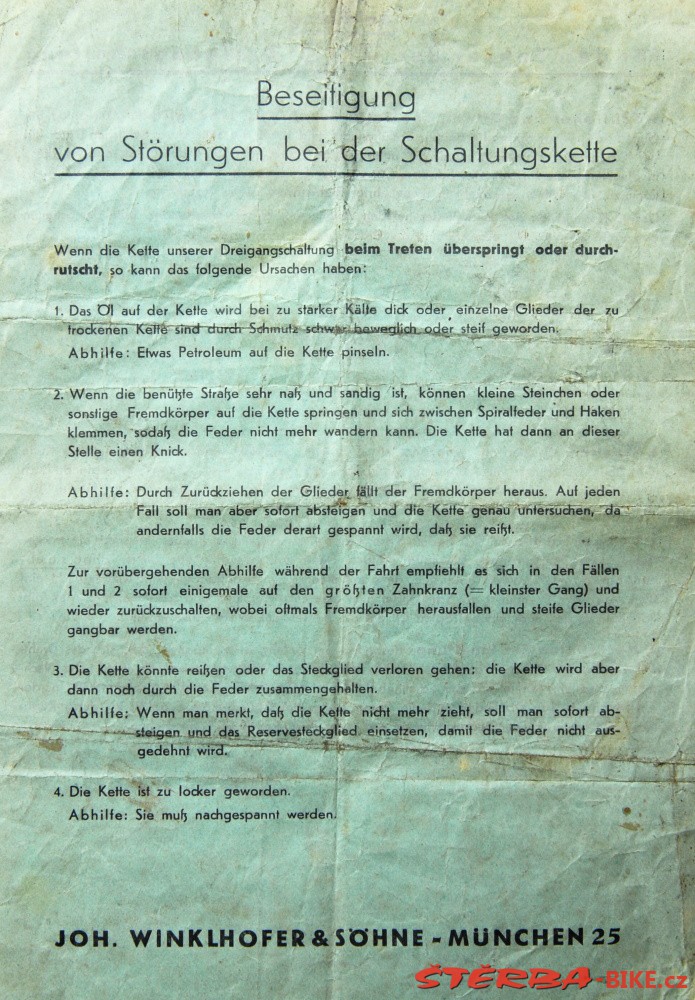 Beseitigung
von Störungen bei der Schaltungskette
Wenn die Kette unserer Dreigangschaltung beim Treten überspringt oder durch-
rutscht, so kann das folgende Ursachen haben:
1. Das Öl auf der Kette wird bei zu starker Kälte dick oder einzelne Glieder der zu
trockenen Kette sind durch Schmutz schwer beweglich oder steif geworden.
Abhilfe: Etwas Petroleum auf die Kette pinseln.
2. Wenn die benützte Straße sehr naß und sandig ist, können kleine Steinchen oder
sonstige Fremdkörper auf die Kette springen und sich zwischen Spiralfeder und Haken
klemmen, sodaß die Feder nicht mehr wandern kann. Die Kette hat dann an dieser
Stelle einen Knick.
Abhilfe: Durch Zurückziehen der Glieder fällt der Fremdkörper heraus. Auf jeden
Fall soll man aber sofort absteigen und die Kette genau untersuchen, da
andernfalls die Feder derart gespannt wird, daß sie reißt.
Zur vorübergehenden Abhilfe während der Fahrt empfiehlt es sich in den Fällen
1 und 2 sofort einigemale auf den größten Zahnkranz (= kleinster Gang) und
wieder zurückzuschalten, wobei oftmals Fremdkörper herausfallen und steife Glieder
gangbar werden.
3. Die Kette könnte reißen oder das Steckglied verloren gehen: die Kette wird aber
dann noch durch die Feder zusammengehalten.
Abhilfe: Wenn man merkt, daß die Kette nicht mehr zieht, soll man sofort ab-
steigen und das Reservesteckglied einsetzen, damit die Feder nicht aus-
gedehnt wird.
4. Die Kette ist zu locker geworden.
Abhilfe: Sie muß nachgespannt werden.
JOH. WINKLHOFER & SÖHNE - MÜNCHEN 25
ŠTĚRBA-BIKE.cz